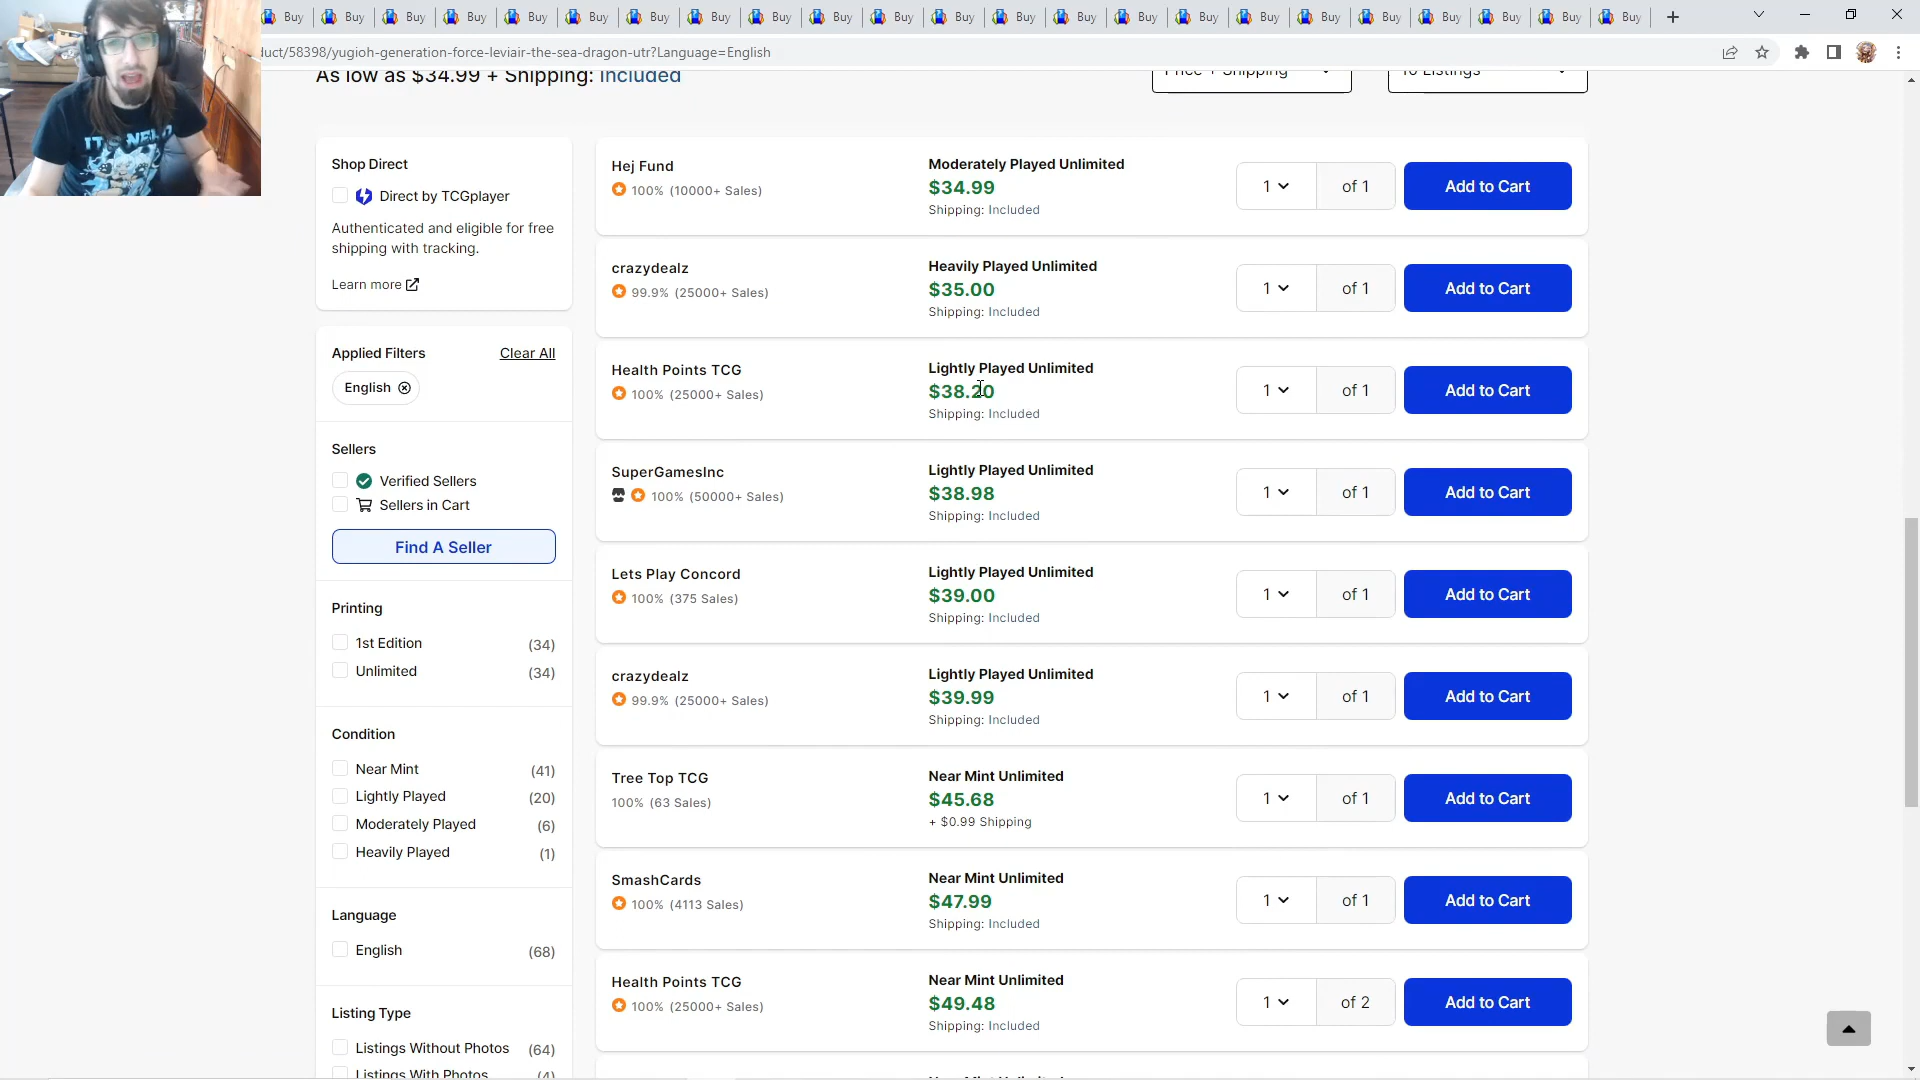 Buy Buy Buy Buy Buy Buy Buy Buy Buy Buy Buy Buy Buy Buy Buy Buy Buy Buy Buy Buy Buy Buy Buy
duct/58398/yugioh-generation-force-leviair-the-sea-dragon-utr?Language=English
As low as $34.99 + Shipping: Included
Price + Shipping
10 Listings
Shop Direct
Direct by TCGplayer
Authenticated and eligible for free
shipping with tracking.
Learn more
Applied Filters Clear All
English
Sellers
Verified Sellers
Sellers in Cart
Find A Seller
Printing
1st Edition (34)
Unlimited (34)
Condition
Near Mint (41)
Lightly Played (20)
Moderately Played (6)
Heavily Played (1)
Language
English (68)
Listing Type
Listings Without Photos (64)
Listings With Photos (4)
Hej Fund
100% (10000+ Sales)
Moderately Played Unlimited
$34.99
Shipping: Included
1 of 1 Add to Cart
crazydealz
99.9% (25000+ Sales)
Heavily Played Unlimited
$35.00
Shipping: Included
1 of 1 Add to Cart
Health Points TCG
100% (25000+ Sales)
Lightly Played Unlimited
$38.20
Shipping: Included
1 of 1 Add to Cart
SuperGamesInc
100% (50000+ Sales)
Lightly Played Unlimited
$38.98
Shipping: Included
1 of 1 Add to Cart
Lets Play Concord
100% (375 Sales)
Lightly Played Unlimited
$39.00
Shipping: Included
1 of 1 Add to Cart
crazydealz
99.9% (25000+ Sales)
Lightly Played Unlimited
$39.99
Shipping: Included
1 of 1 Add to Cart
Tree Top TCG
100% (63 Sales)
Near Mint Unlimited
$45.68
+ $0.99 Shipping
1 of 1 Add to Cart
SmashCards
100% (4113 Sales)
Near Mint Unlimited
$47.99
Shipping: Included
1 of 1 Add to Cart
Health Points TCG
100% (25000+ Sales)
Near Mint Unlimited
$49.48
Shipping: Included
1 of 2 Add to Cart